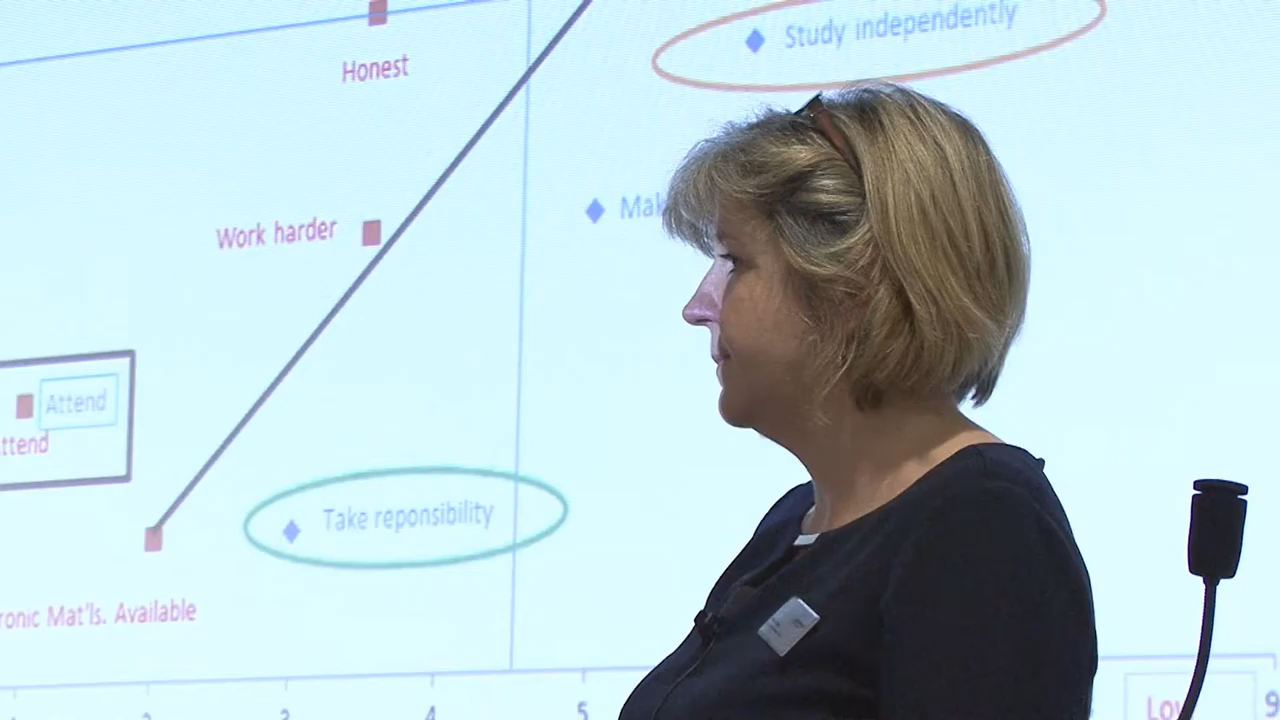 Study independently
Honest
Mak
Work harder
Attend
ttend
Take reponsibility
ronic Mat'ls. Available
2
3
4
5
Lo
9